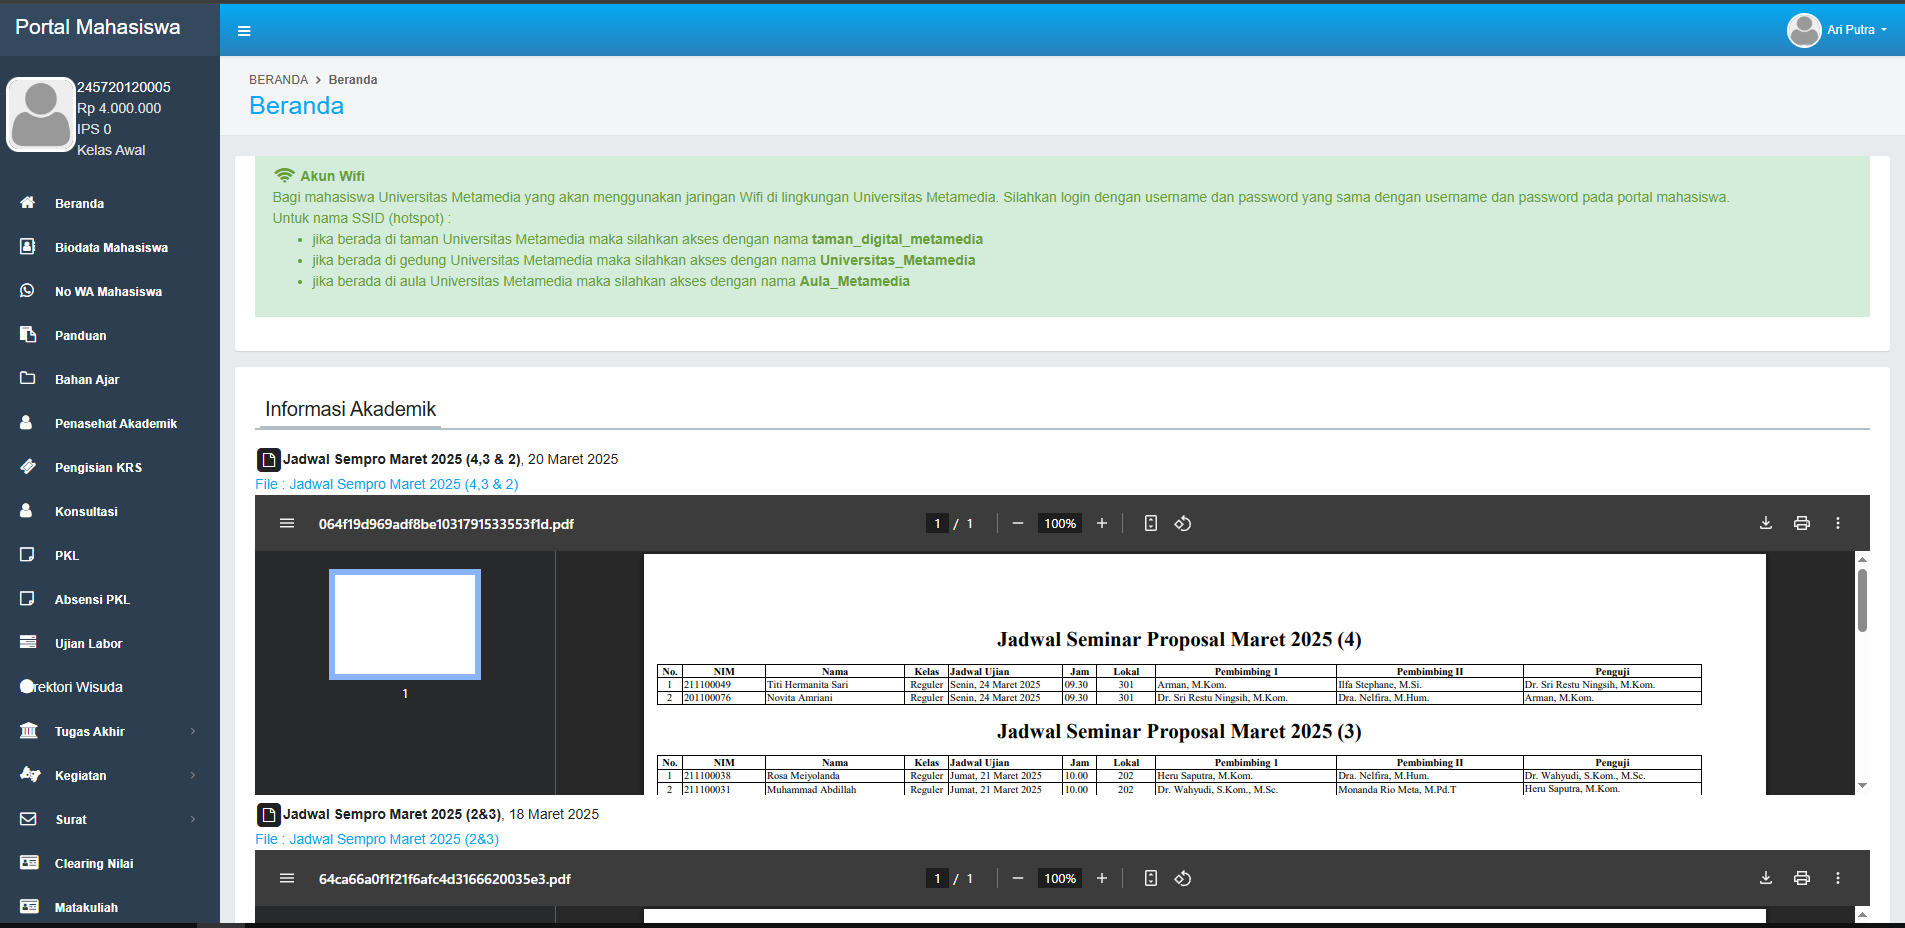 Portal Mahasiswa
Ari Putra
245720120005
Rp 4.000.000
IPS 0
Kelas Awal
Beranda
Biodata Mahasiswa
No WA Mahasiswa
Panduan
Bahan Ajar
Penasehat Akademik
Pengisian KRS
Konsultasi
PKL
Absensi PKL
Ujian Labor
rektori Wisuda
Tugas Akhir
Kegiatan
Surat
Clearing Nilai
Matakuliah
BERANDA > Beranda
Beranda
Akun Wifi
Bagi mahasiswa Universitas Metamedia yang akan menggunakan jaringan Wifi di lingkungan Universitas Metamedia. Silahkan login dengan username dan password yang sama dengan username dan password pada portal mahasiswa.
Untuk nama SSID (hotspot) :
• jika berada di taman Universitas Metamedia maka silahkan akses dengan nama taman_digital_metamedia
• jika berada di gedung Universitas Metamedia maka silahkan akses dengan nama Universitas_Metamedia
• jika berada di aula Universitas Metamedia maka silahkan akses dengan nama Aula_Metamedia
Informasi Akademik
Jadwal Sempro Maret 2025 (4,3 & 2), 20 Maret 2025
File : Jadwal Sempro Maret 2025 (4,3 & 2)
064f19d969adf8be1031791533553f1d.pdf 1 / 1 100%
1
Jadwal Seminar Proposal Maret 2025 (4)
No. NIM Nama Kelas Jadwal Ujian Jam Lokal Pembimbing 1 Pembimbing II Penguji
1 211100049 Titi Hermanita Sari Reguler Senin, 24 Maret 2025 09.30 301 Arman, M.Kom. Ilfa Stephane, M.Si. Dr. Sri Restu Ningsih, M.Kom.
2 201100076 Novita Amriani Reguler Senin, 24 Maret 2025 09.30 301 Dr. Sri Restu Ningsih, M.Kom. Dra. Nelfira, M.Hum. Arman, M.Kom.
Jadwal Seminar Proposal Maret 2025 (3)
No. NIM Nama Kelas Jadwal Ujian Jam Lokal Pembimbing 1 Pembimbing II Penguji
1 211100038 Rosa Meiyolanda Reguler Jumat, 21 Maret 2025 10.00 202 Heru Saputra, M.Kom. Dra. Nelfira, M.Hum. Dr. Wahyudi, S.Kom., M.Sc.
2 211100031 Muhammad Abdillah Reguler Jumat, 21 Maret 2025 10.00 202 Dr. Wahyudi, S.Kom., M.Sc. Monanda Rio Meta, M.Pd.T Heru Saputra, M.Kom.
Jadwal Sempro Maret 2025 (2&3), 18 Maret 2025
File : Jadwal Sempro Maret 2025 (2&3)
64ca66a0f1f21f6afc4d3166620035e3.pdf 1 / 1 100%